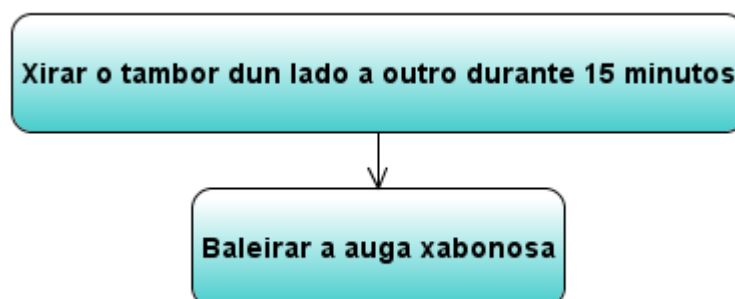 Xirar o tambor dun lado a outro durante 15 minutos
Baleirar a auga xabonosa